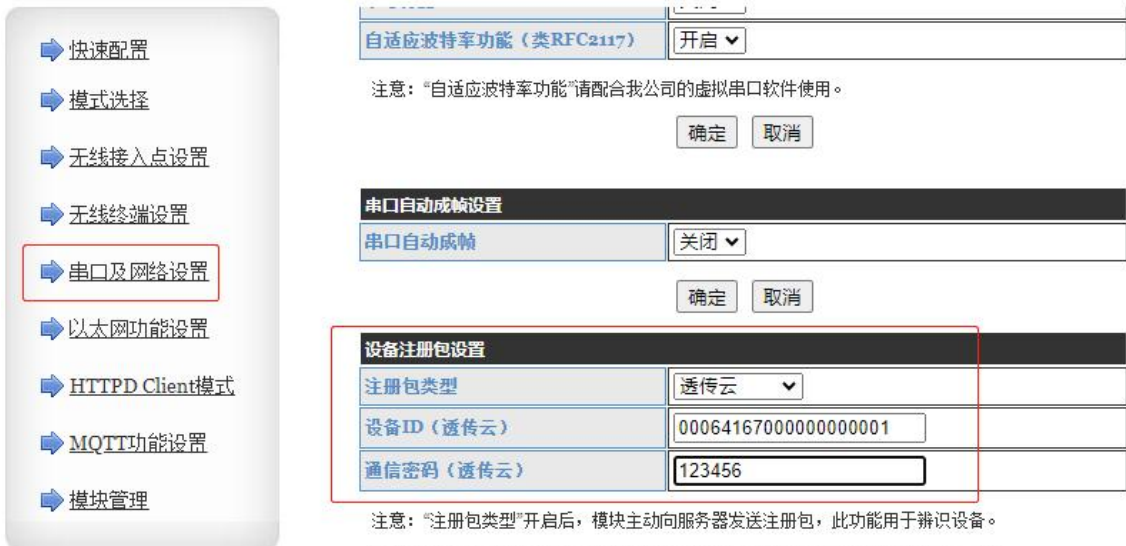 快速配置
模式选择
无线接入点设置
无线终端设置
串口及网络设置
以太网功能设置
HTTPD Client模式
MQTT功能设置
模块管理
自适应波特率功能（类RFC2117） 开启
注意：“自适应波特率功能”请配合我公司的虚拟串口软件使用。
确定 取消
串口自动成帧设置
串口自动成帧 关闭
确定 取消
设备注册包设置
注册包类型 透传云
设备ID（透传云） 00064167000000000001
通信密码（透传云） 123456
注意：“注册包类型”开启后，模块主动向服务器发送注册包，此功能用于辨识设备。